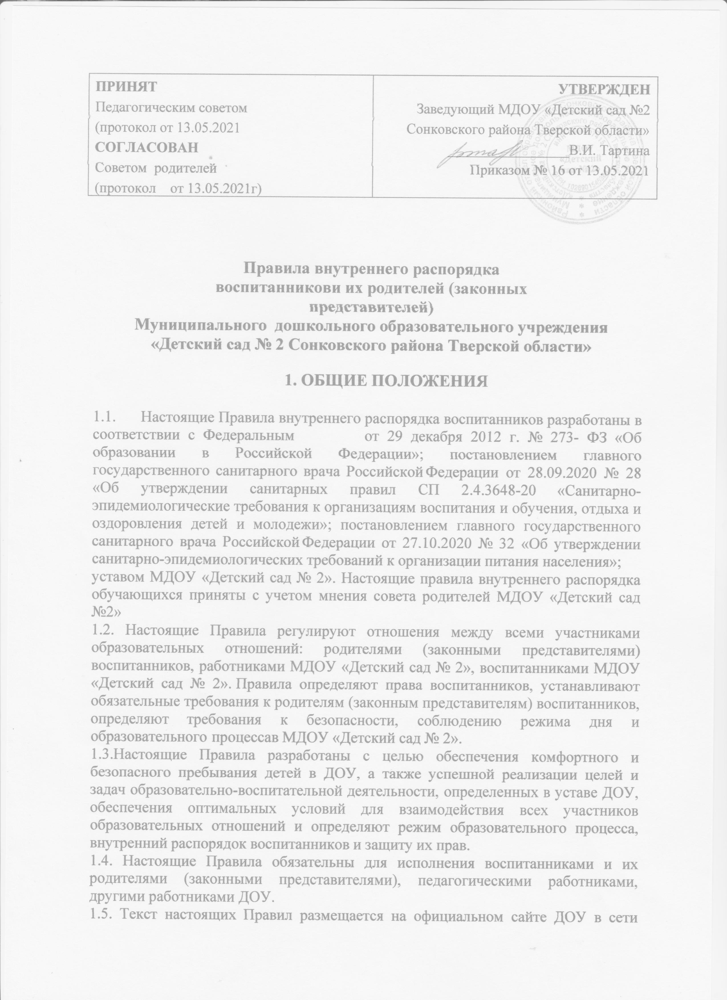 ПРИНЯТ
Педагогическим советом
(протокол от 13.05.2021
СОГЛАСОВАН
Советом родителей
(протокол от 13.05.2021г)
УТВЕРЖДЕН
Заведующий МДОУ «Детский сад №2
Сонковского района Тверской области»
В.И. Тартина
Приказом № 16 от 13.05.2021
Правила внутреннего распорядка
воспитанникови их родителей (законных
представителей)
Муниципального дошкольного образовательного учреждения
«Детский сад № 2 Сонковского района Тверской области»
1. ОБЩИЕ ПОЛОЖЕНИЯ
1.1. Настоящие Правила внутреннего распорядка воспитанников разработаны в
соответствии с Федеральным от 29 декабря 2012 г. № 273- ФЗ «Об
образовании в Российской Федерации»; постановлением главного
государственного санитарного врача Российской Федерации от 28.09.2020 № 28
«Об утверждении санитарных правил СП 2.4.3648-20 «Санитарно-
эпидемиологические требования к организациям воспитания и обучения, отдыха и
оздоровления детей и молодежи»; постановлением главного государственного
санитарного врача Российской Федерации от 27.10.2020 № 32 «Об утверждении
санитарно-эпидемиологических требований к организации питания населения»;
уставом МДОУ «Детский сад № 2». Настоящие правила внутреннего распорядка
обучающихся приняты с учетом мнения совета родителей МДОУ «Детский сад
№2»
1.2. Настоящие Правила регулируют отношения между всеми участниками
образовательных отношений: родителями (законными представителями)
воспитанников, работниками МДОУ «Детский сад № 2», воспитанниками МДОУ
«Детский сад № 2». Правила определяют права воспитанников, устанавливают
обязательные требования к родителям (законным представителям) воспитанников,
определяют требования к безопасности, соблюдению режима дня и
образовательного процессав МДОУ «Детский сад № 2».
1.3.Настоящие Правила разработаны с целью обеспечения комфортного и
безопасного пребывания детей в ДОУ, а также успешной реализации целей и
задач образовательно-воспитательной деятельности, определенных в уставе ДОУ,
обеспечения оптимальных условий для взаимодействия всех участников
образовательных отношений и определяют режим образовательного процесса,
внутренний распорядок воспитанников и защиту их прав.
1.4. Настоящие Правила обязательны для исполнения воспитанниками и их
родителями (законными представителями), педагогическими работниками,
другими работниками ДОУ.
1.5. Текст настоящих Правил размещается на официальном сайте ДОУ в сети